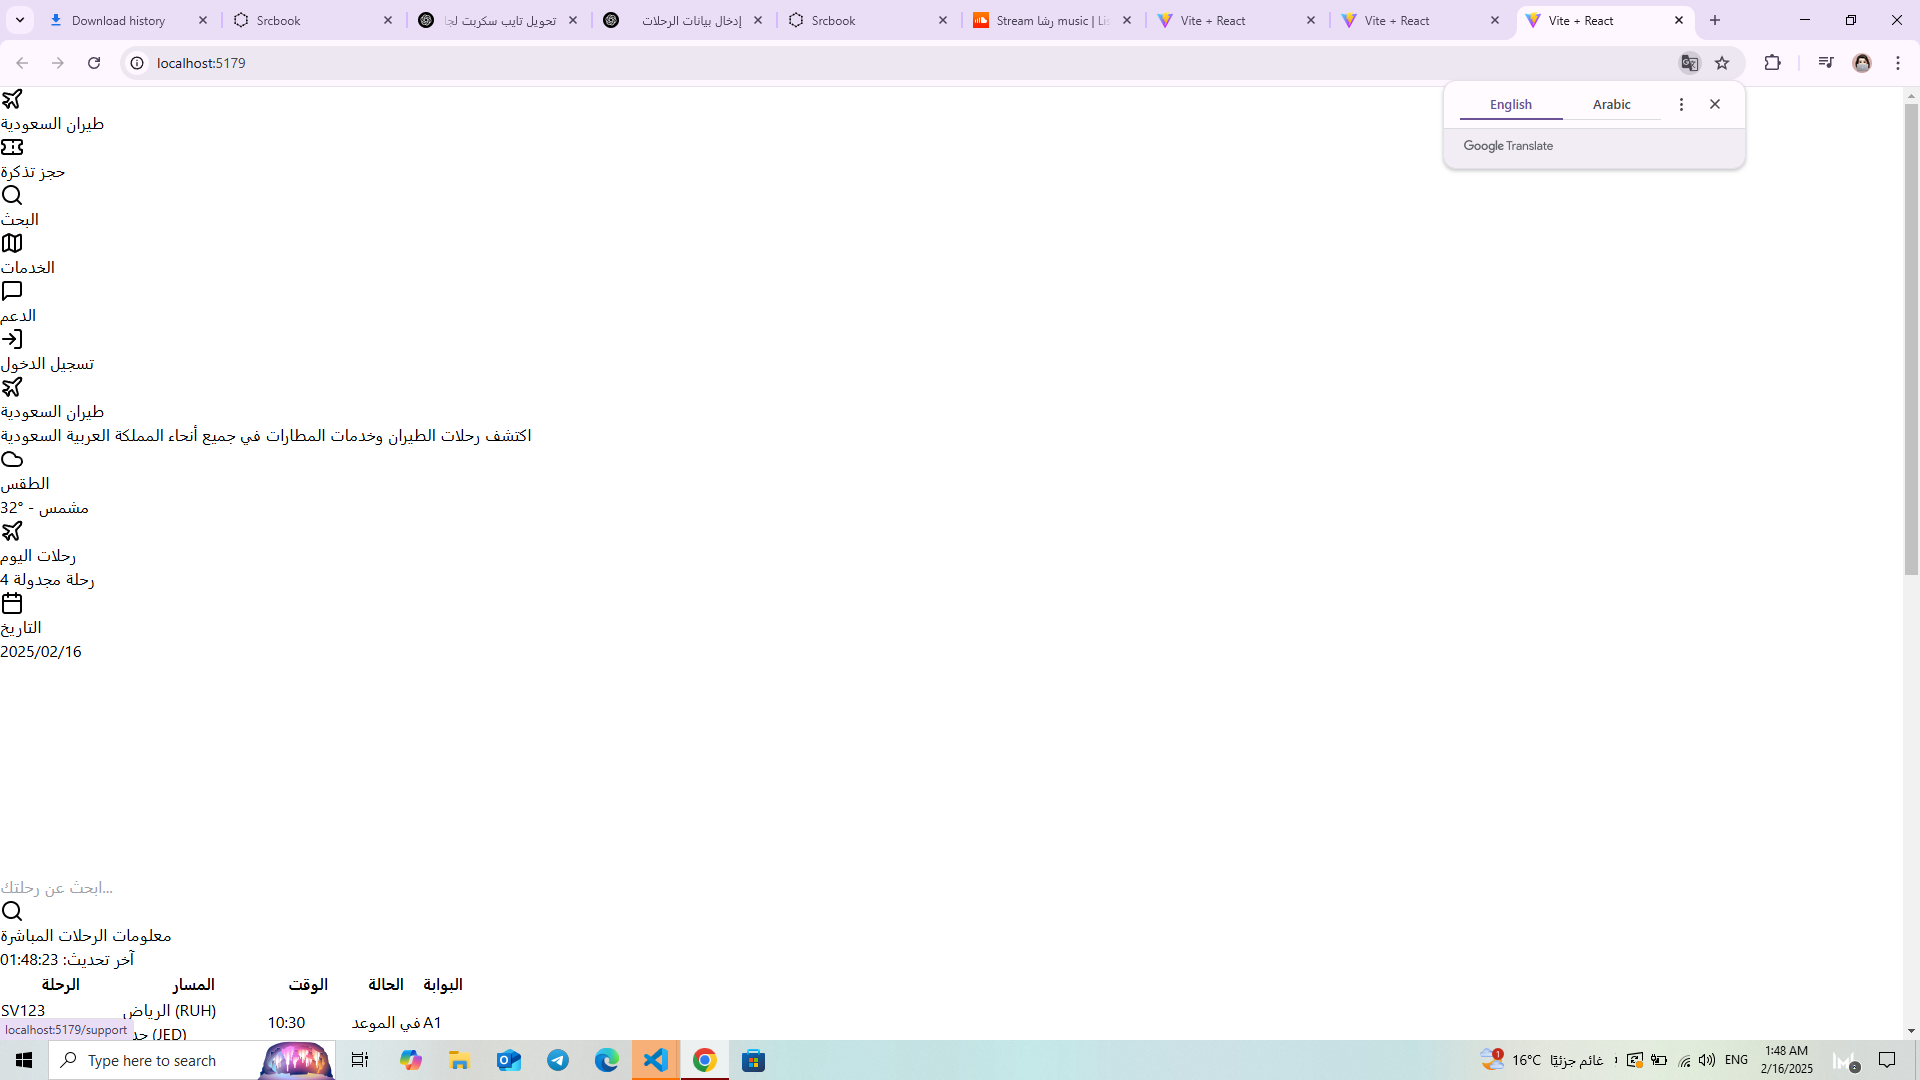 Download history
Srcbook
تحويل تايب سكربت لجا
إدخال بيانات الرحلات
Srcbook
Stream رشا music | Lis
Vite + React
Vite + React
Vite + React
localhost:5179
English
Arabic
Google Translate
طيران السعودية
حجز تذكرة
البحث
الخدمات
الدعم
تسجيل الدخول
طيران السعودية
اكتشف رحلات الطيران وخدمات المطارات في جميع أنحاء المملكة العربية السعودية
الطقس
مشمس - 32°
رحلات اليوم
4 رحلة مجدولة
التاريخ
2025/02/16
ابحث عن رحلتك...
معلومات الرحلات المباشرة
آخر تحديث: 01:48:23
الرحلة المسار الوقت الحالة البوابة
SV123 الرياض (RUH) 10:30 في الموعد A1
(JED)
localhost:5179/support
Type here to search
16°C غائم جزئيًا
ENG
1:48 AM
2/16/2025